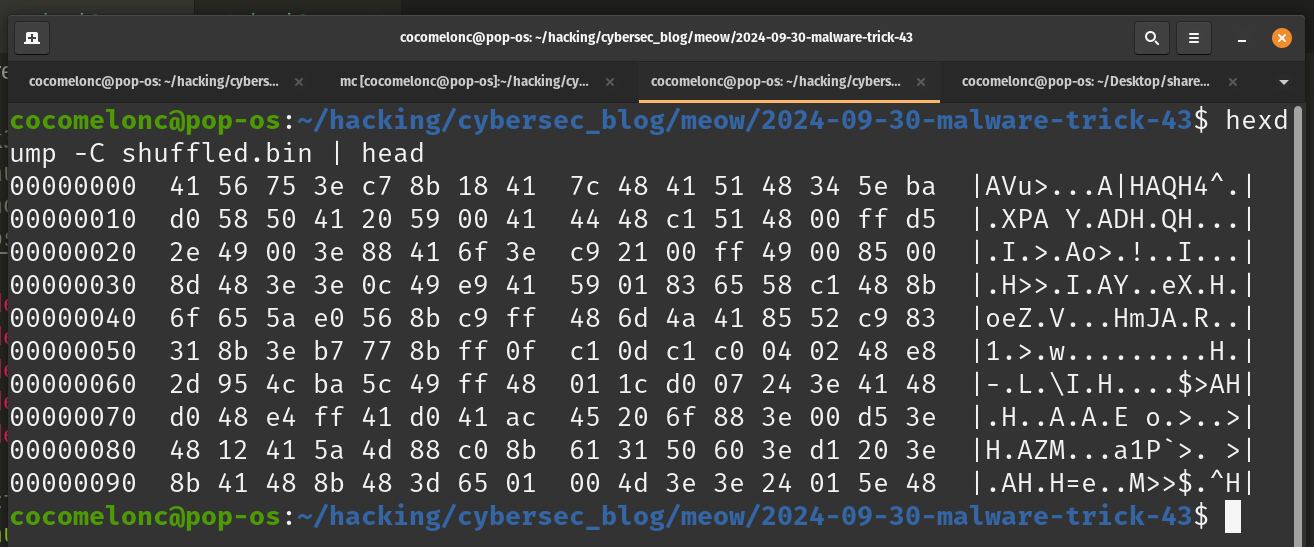 cocomelonc@pop-os: ~/hacking/cybersec_blog/meow/2024-09-30-malware-trick-43
cocomelonc@pop-os: ~/hacking/cybers... × mc [cocomelonc@pop-os]:~/hacking/cy... × cocomelonc@pop-os: ~/hacking/cybers... × cocomelonc@pop-os: ~/Desktop/share... ×
cocomelonc@pop-os:~/hacking/cybersec_blog/meow/2024-09-30-malware-trick-43$ hexd
ump -C shuffled.bin | head
00000000  41 56 75 3e c7 8b 18 41  7c 48 41 51 48 34 5e ba  |AVu>...A|HAQH4^.|
00000010  d0 58 50 41 20 59 00 41  44 48 c1 51 48 00 ff d5  |.XPA Y.ADH.QH...|
00000020  2e 49 00 3e 88 41 6f 3e  c9 21 00 ff 49 00 85 00  |.I.>.Ao>.!..I...|
00000030  8d 48 3e 3e 0c 49 e9 41  59 01 83 65 58 c1 48 8b  |.H>>.I.AY..eX.H.|
00000040  6f 65 5a e0 56 8b c9 ff  48 6d 4a 41 85 52 c9 83  |oeZ.V...HmJA.R..|
00000050  31 8b 3e b7 77 8b ff 0f  c1 0d c1 c0 04 02 48 e8  |1.>.w.........H.|
00000060  2d 95 4c ba 5c 49 ff 48  01 1c d0 07 24 3e 41 48  |-.L.\I.H....$>AH|
00000070  d0 48 e4 ff 41 d0 41 ac  45 20 6f 88 3e 00 d5 3e  |.H..A.A.E o.>..>|
00000080  48 12 41 5a 4d 88 c0 8b  61 31 50 60 3e d1 20 3e  |H.AZM...a1P`>. >|
00000090  8b 41 48 8b 48 3d 65 01  00 4d 3e 3e 24 01 5e 48  |.AH.H=e..M>>$.^H|
cocomelonc@pop-os:~/hacking/cybersec_blog/meow/2024-09-30-malware-trick-43$